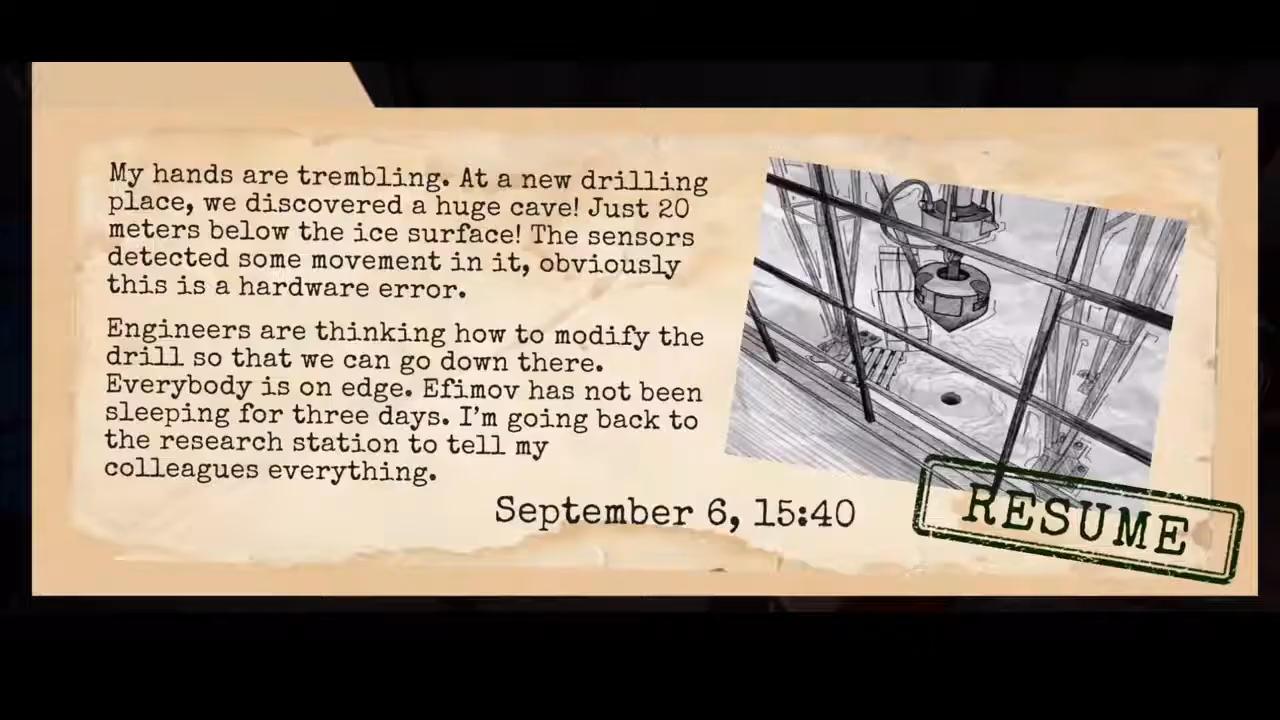 My hands are trembling. At a new drilling
place, we discovered a huge cave! Just 20
meters below the ice surface! The sensors
detected some movement in it, obviously
this is a hardware error.
Engineers are thinking how to modify the
drill so that we can go down there.
Everybody is on edge. Efimov has not been
sleeping for three days. I'm going back to
the research station to tell my
colleagues everything.
September 6, 15:40
RESUME